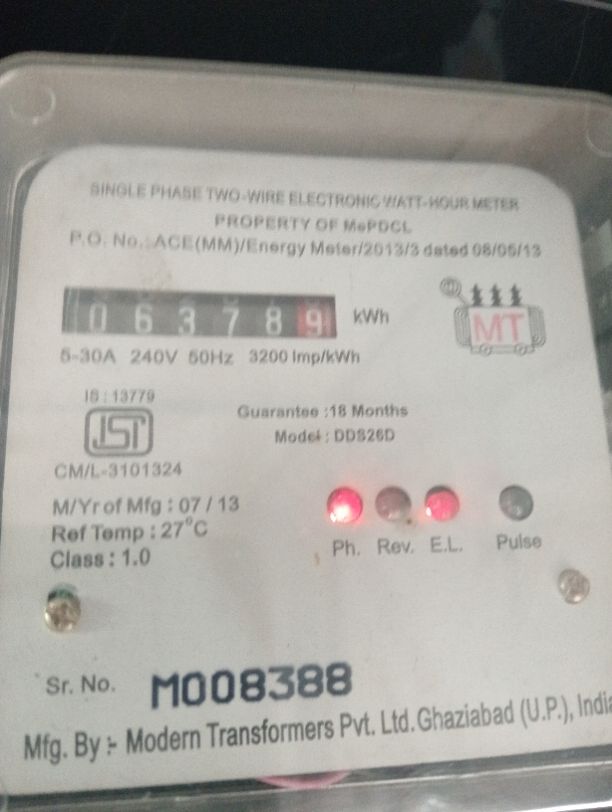 SINGLE PHASE TWO-WIRE ELECTRONIC WATT-HOUR METER
PROPERTY OF MePDCL
P.O. No.: ACE(MM)/Energy Meter/2013/3 dated 08/05/13
063789 kWh
MT
5-30A 240V 50Hz 3200 Imp/kWh
IS : 13779
Guarantee :18 Months
Model : DDS26D
ISI
CM/L-3101324
M/Yr of Mfg : 07 / 13
Ref Temp : 27°C
Class : 1.0
Ph. Rev. E.L. Pulse
Sr. No. M008388
Mfg. By :- Modern Transformers Pvt. Ltd. Ghaziabad (U.P.), India